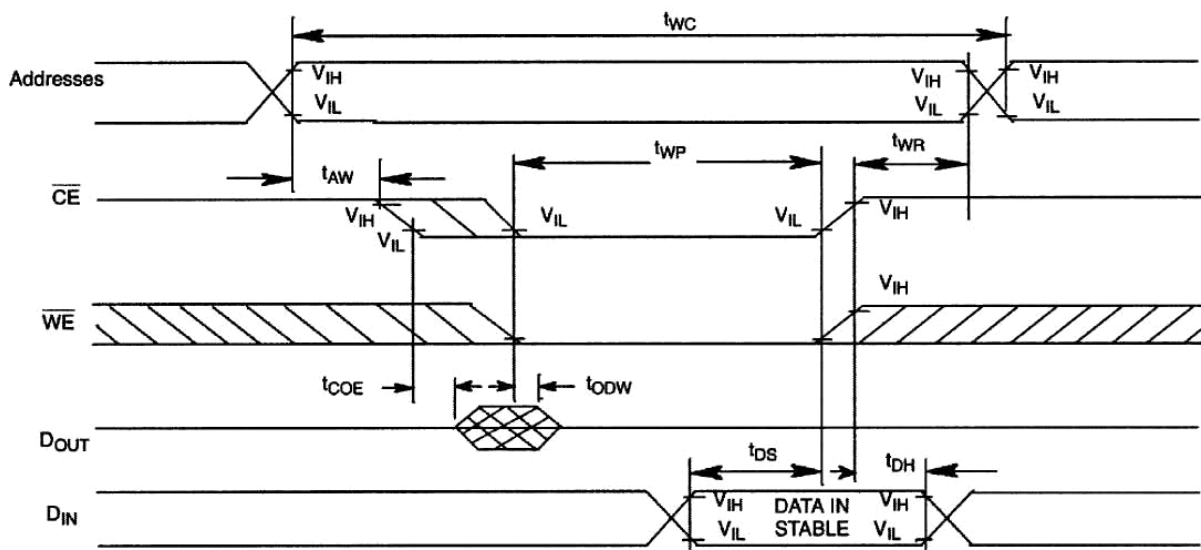 tWC
Addresses
VIH
VIH
VIH
VIL
VIL
VIL
tWP
tWR
tAW
CE
VIH
VIL
VIL
VIH
VIL
VIH
WE
tCOE
tODW
DOUT
tDS
tDH
DIN
VIH
DATA IN
VIH
VIL
STABLE
VIL